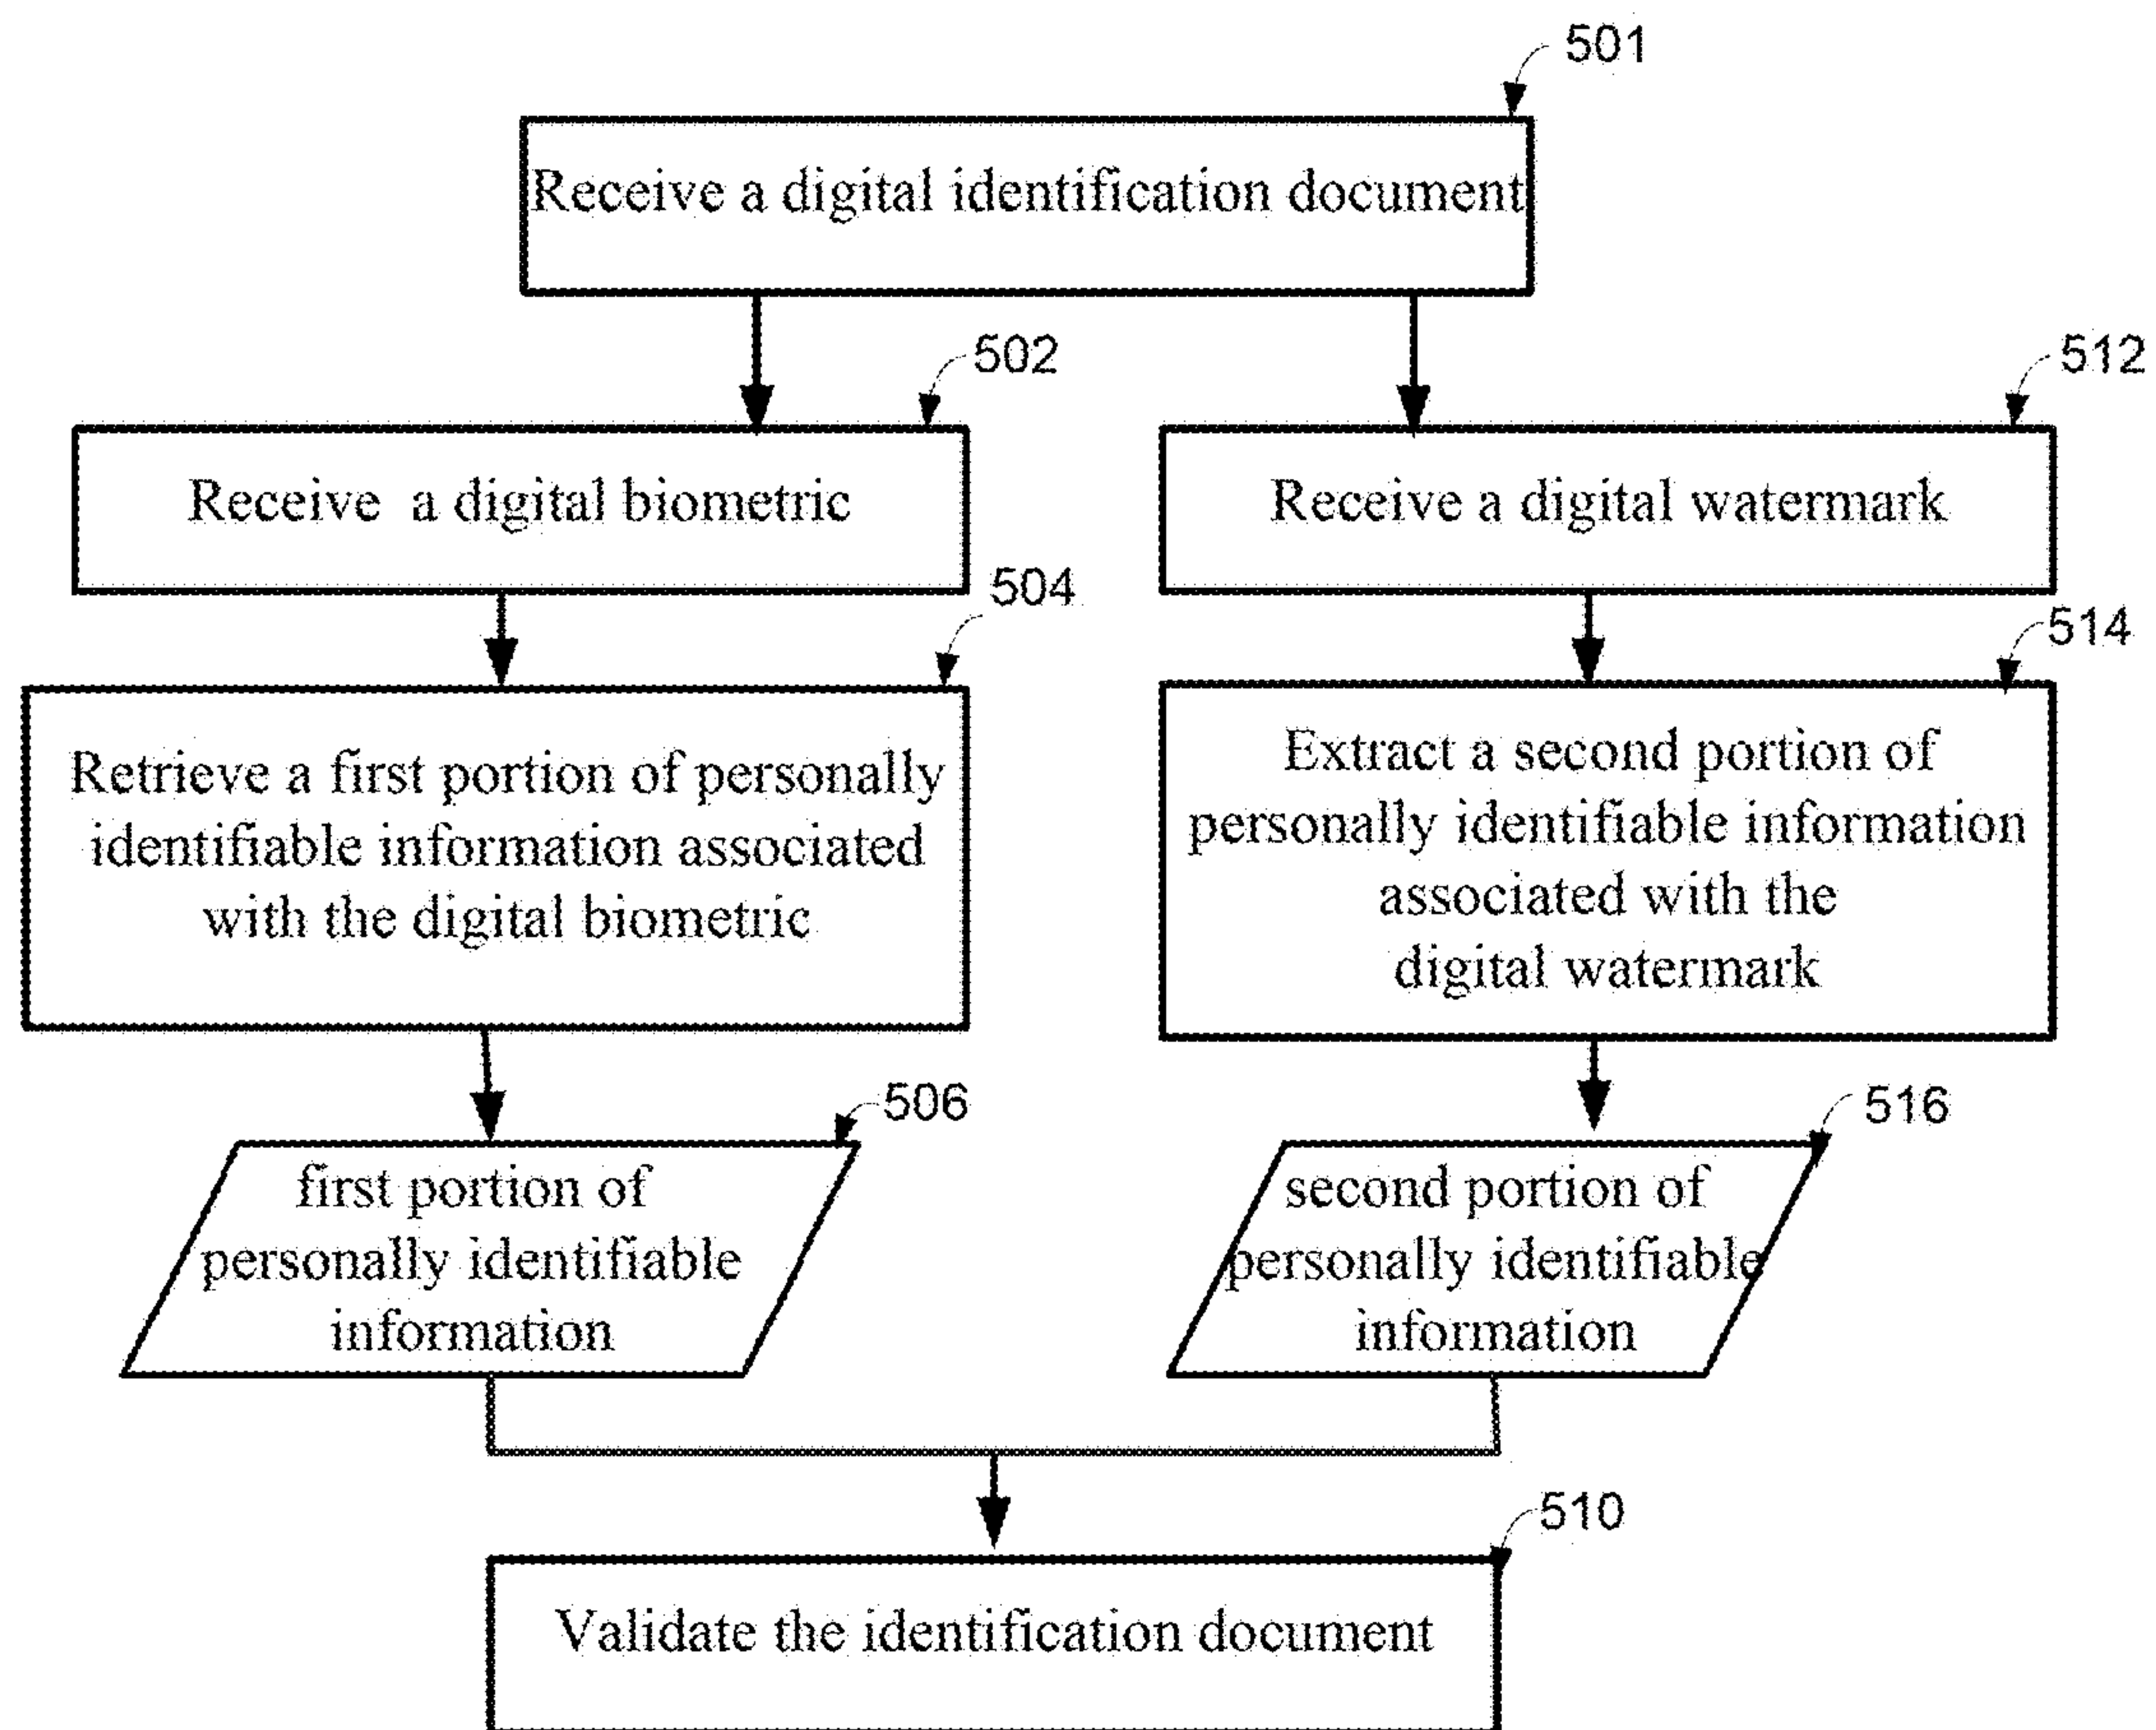 501
Receive a digital identification document
502
512
Receive a digital biometric
Receive a digital watermark
504
514
Retrieve a first portion of personally
identifiable information associated
with the digital biometric
Extract a second portion of
personally identifiable information
associated with the
digital watermark
506
516
first portion of
personally identifiable
information
second portion of
personally identifiable
information
510
Validate the identification document